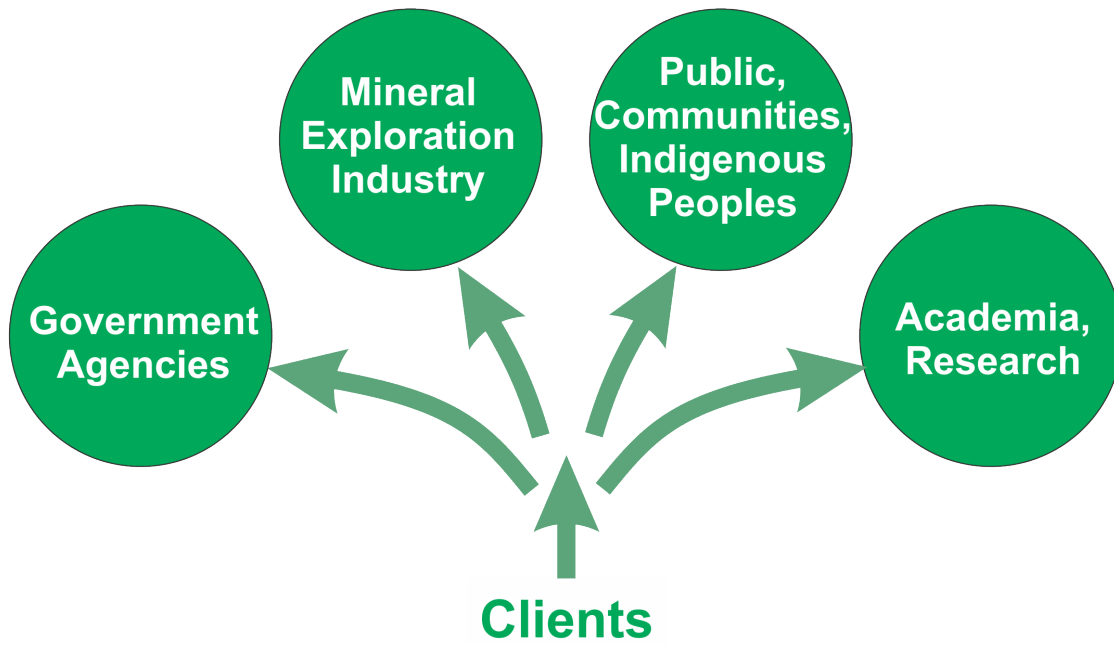 Mineral
Exploration
Industry
Public,
Communities,
Indigenous
Peoples
Government
Agencies
Academia,
Research
Clients